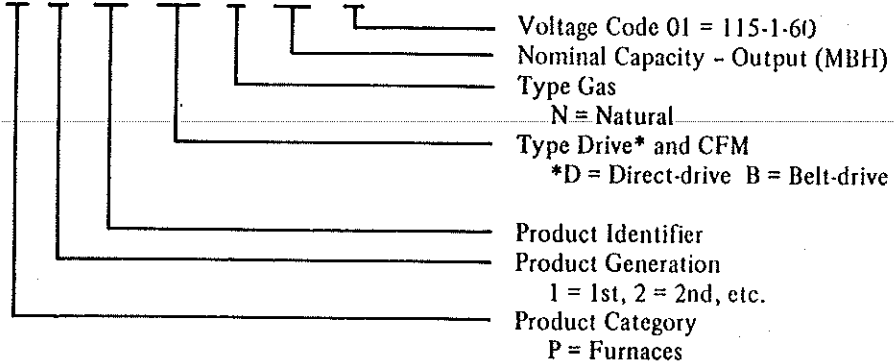 Voltage Code 01 = 115-1-60
Nominal Capacity - Output (MBH)
Type Gas
N = Natural
Type Drive* and CFM
*D = Direct-drive B = Belt-drive
Product Identifier
Product Generation
1 = 1st, 2 = 2nd, etc.
Product Category
P = Furnaces